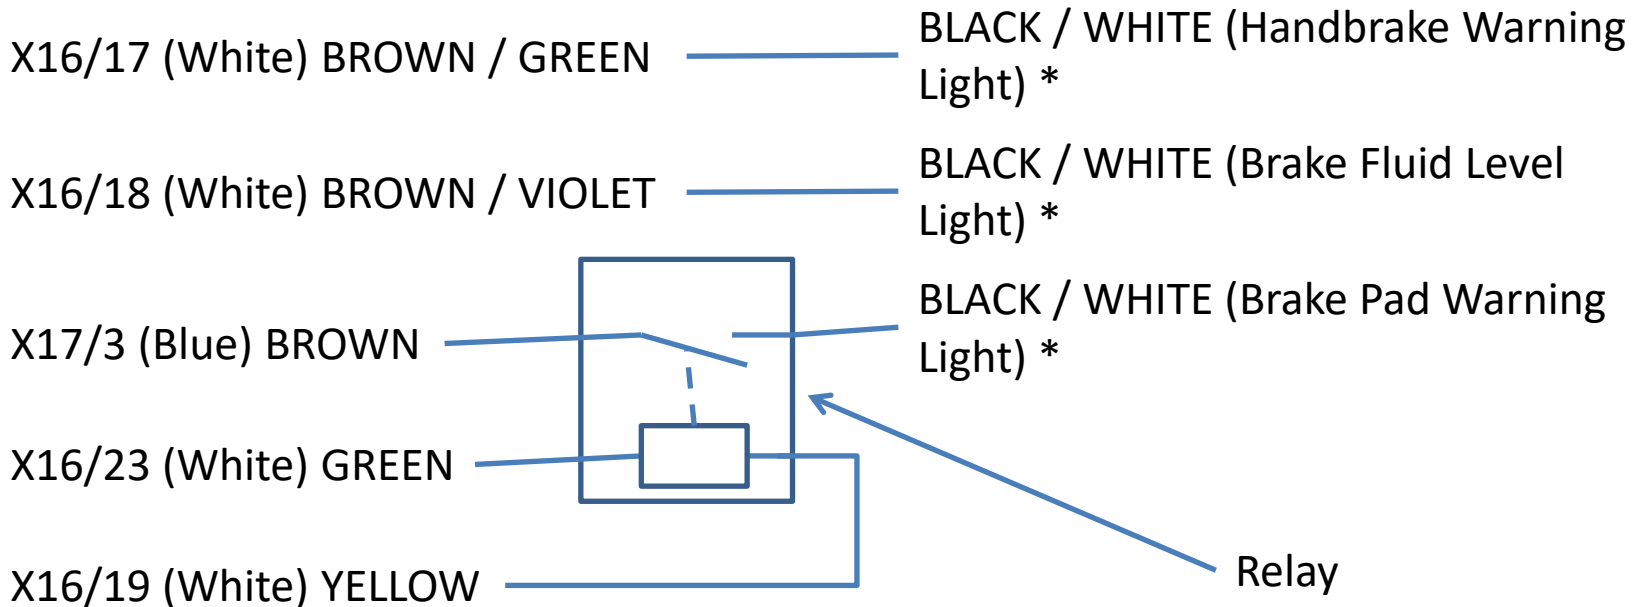 X16/17 (White) BROWN / GREEN
BLACK / WHITE (Handbrake Warning
Light) *
X16/18 (White) BROWN / VIOLET
BLACK / WHITE (Brake Fluid Level
Light) *
X17/3 (Blue) BROWN
BLACK / WHITE (Brake Pad Warning
Light) *
X16/23 (White) GREEN
X16/19 (White) YELLOW
Relay